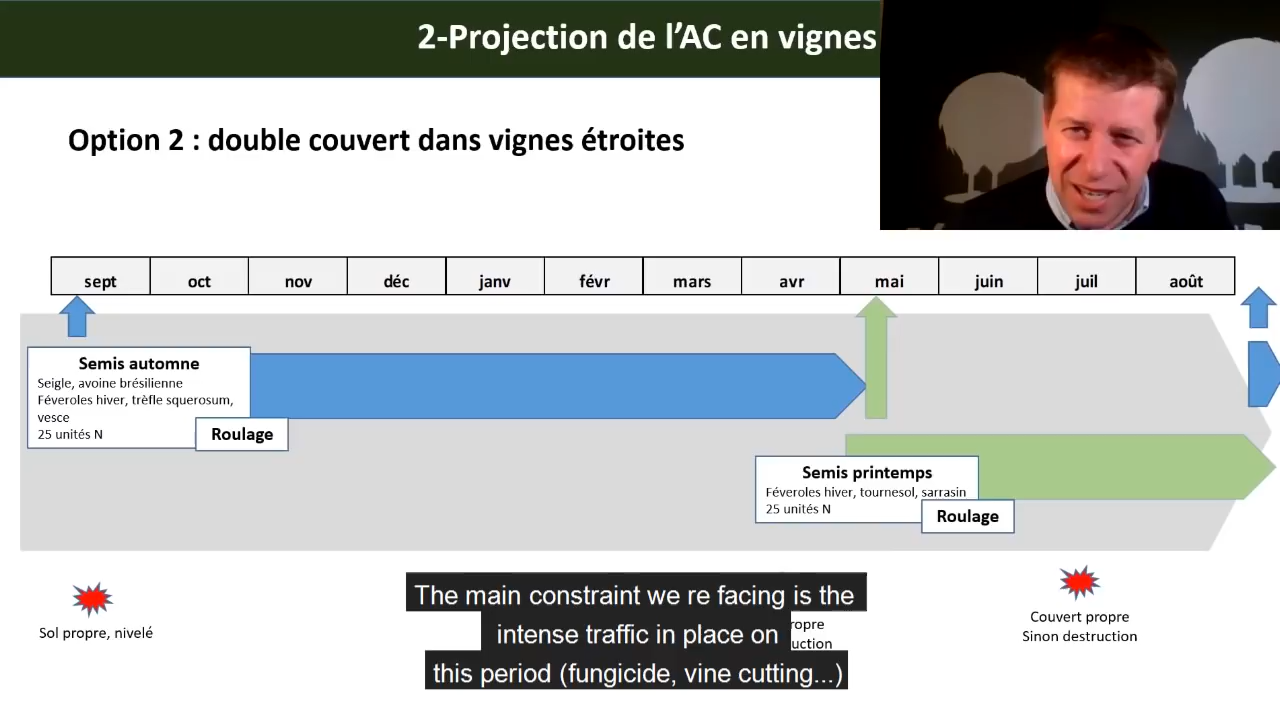 2-Projection de l'AC en vignes
Option 2 : double couvert dans vignes étroites
sept oct nov déc janv févr mars avr mai juin juil août
Semis automne
Seigle, avoine brésilienne
Féveroles hiver, trèfle squerosum,
vesce
25 unités N
Roulage
Semis printemps
Féveroles hiver, tournesol, sarrasin
25 unités N
Roulage
Sol propre, nivelé
Couvert propre
Sinon destruction
The main constraint we re facing is the
intense traffic in place on
this period (fungicide, vine cutting...)